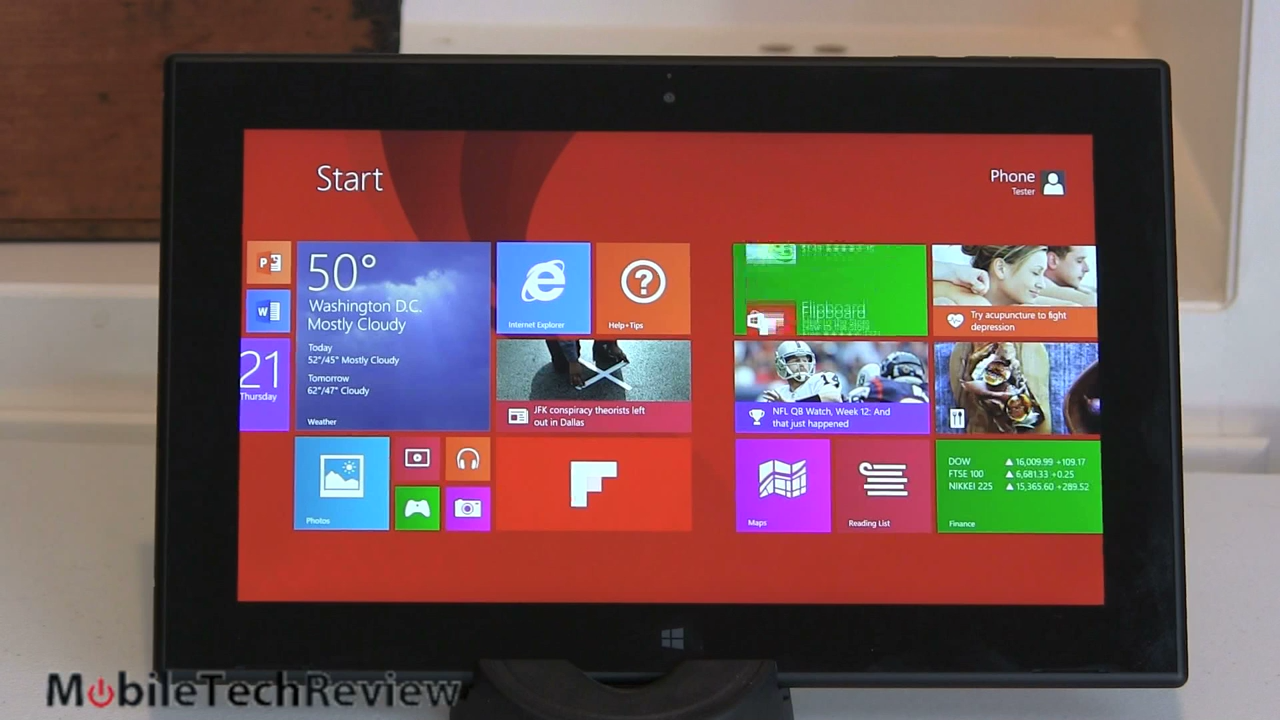 Start
Phone
Tester
P
W
21
Thursday
50°
Washington D.C.
Mostly Cloudy
Today
52°/45° Mostly Cloudy
Tomorrow
62°/47° Cloudy
Weather
Internet Explorer
?
Help+Tips
JFK conspiracy theorists left
out in Dallas
Photos
Flipboard
Try acupuncture to fight
depression
NFL QB Watch, Week 12: And
that just happened
Maps
Reading List
DOW ▲ 16,009.99 +109.17
FTSE 100 ▲ 6,681.33 +0.25
NIKKEI 225 ▲ 15,365.60 +289.52
Finance
MobileTechReview